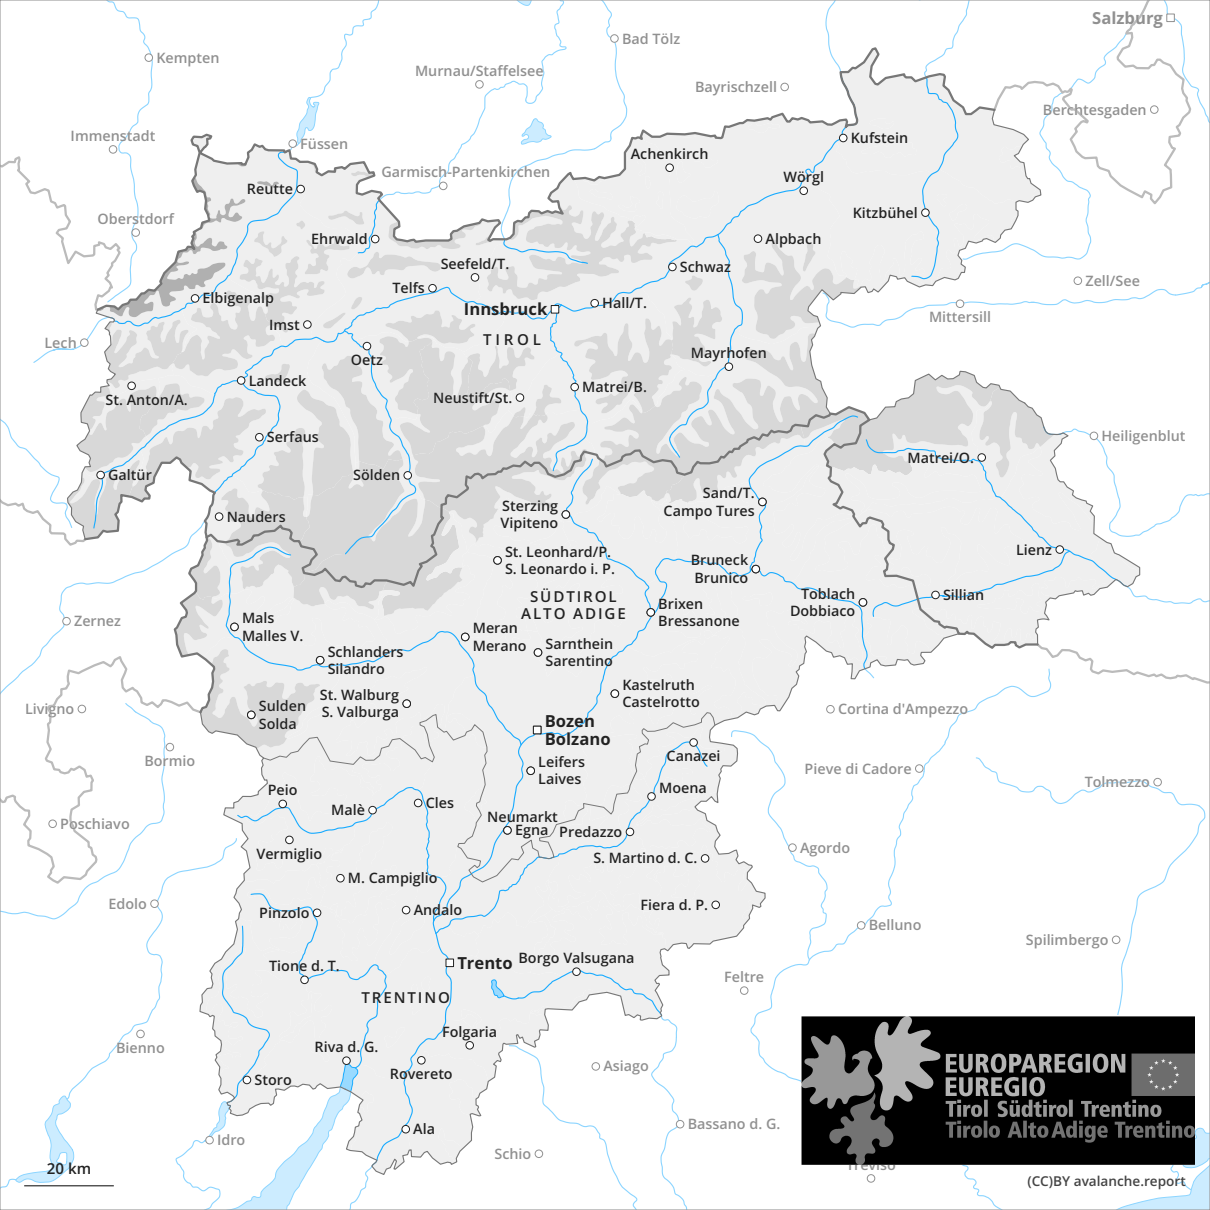 Salzburg
Bad Tölz
Kempten
Murnau/Staffelsee
Bayrischzell
Berchtesgaden
Immenstadt
Füssen
Kufstein
Achenkirch
Garmisch-Partenkirchen
Wörgl
Reutte
Oberstdorf
Kitzbühel
Ehrwald
Alpbach
Seefeld/T.
Schwaz
Telfs
Zell/See
Elbigenalp
Hall/T.
Innsbruck
Mittersill
Imst
TIROL
Lech
Oetz
Mayrhofen
Landeck
Matrei/B.
St. Anton/A.
Neustift/St.
Serfaus
Heiligenblut
Matrei/O.
Galtür
Sölden
Sand/T.
Campo Tures
Sterzing
Vipiteno
Nauders
Lienz
St. Leonhard/P.
S. Leonardo i. P.
Bruneck
Brunico
SÜDTIROL
ALTO ADIGE
Toblach
Dobbiaco
Sillian
Brixen
Bressanone
Zernez
Mals
Malles V.
Meran
Merano
Sarnthein
Sarentino
Schlanders
Silandro
Kastelruth
Castelrotto
St. Walburg
S. Valburga
Livigno
Sulden
Solda
Cortina d'Ampezzo
Bozen
Bolzano
Bormio
Canazei
Leifers
Laives
Pieve di Cadore
Tolmezzo
Peio
Moena
Malè
Cles
Neumarkt
Egna
Predazzo
Poschiavo
Vermiglio
Agordo
S. Martino d. C.
M. Campiglio
Edolo
Pinzolo
Andalo
Fiera d. P.
Belluno
Spilimbergo
Trento
Borgo Valsugana
Tione d. T.
Feltre
TRENTINO
Folgaria
Bienno
Riva d. G.
Rovereto
Asiago
Storo
EUROPAREGION
EUREGIO
Tirol Südtirol Trentino
Tirolo Alto Adige Trentino
Ala
Bassano d. G.
Idro
Schio
Treviso
20 km
(CC)BY avalanche.report